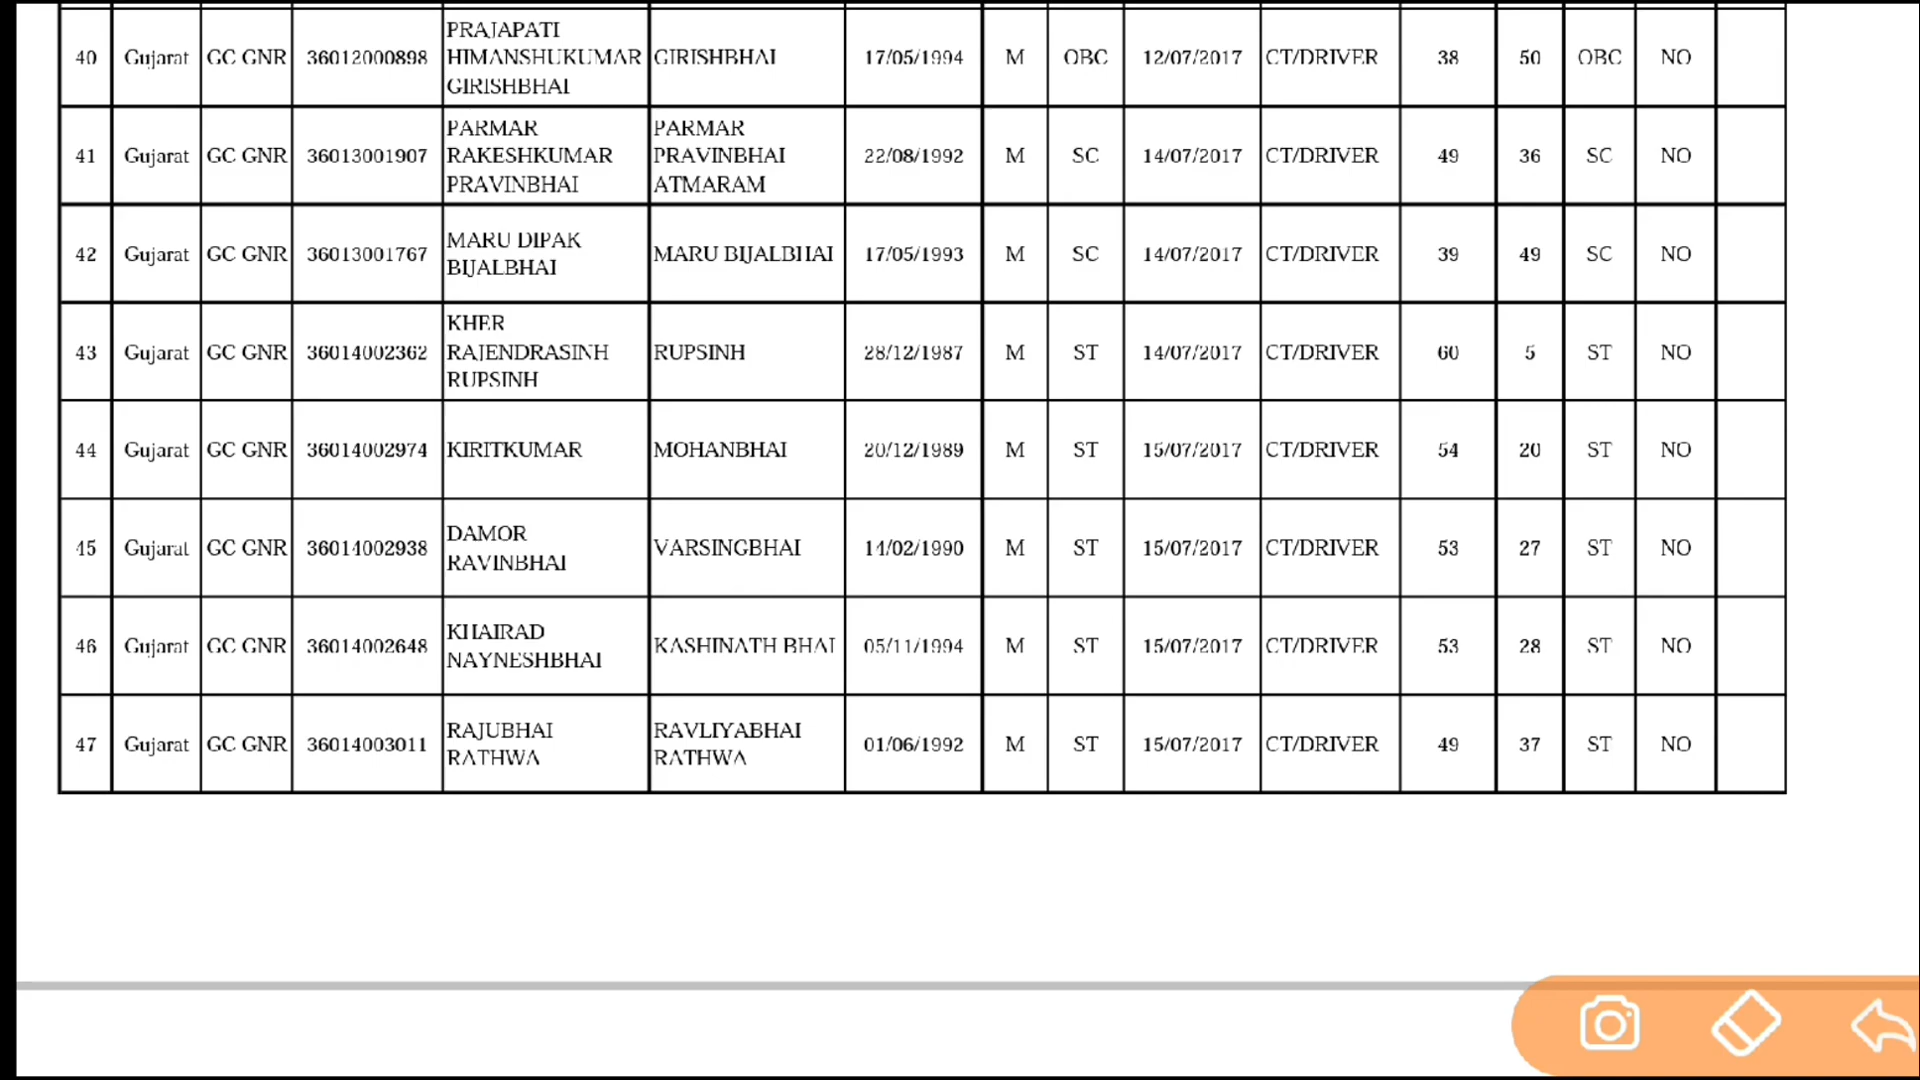 40 Gujarat GC GNR 36012000898 PRAJAPATI HIMANSHUKUMAR GIRISHBHAI GIRISHBHAI 17/05/1994 M OBC 12/07/2017 CT/DRIVER 38 50 OBC NO
41 Gujarat GC GNR 36013001907 PARMAR RAKESHKUMAR PRAVINBHAI PARMAR PRAVINBHAI ATMARAM 22/08/1992 M SC 14/07/2017 CT/DRIVER 49 36 SC NO
42 Gujarat GC GNR 36013001767 MARU DIPAK BIJALBHAI MARU BIJALBHAI 17/05/1993 M SC 14/07/2017 CT/DRIVER 39 49 SC NO
43 Gujarat GC GNR 36014002362 KHER RAJENDRASINH RUPSINH RUPSINH 28/12/1987 M ST 14/07/2017 CT/DRIVER 60 5 ST NO
44 Gujarat GC GNR 36014002974 KIRITKUMAR MOHANBHAI 20/12/1989 M ST 15/07/2017 CT/DRIVER 54 20 ST NO
45 Gujarat GC GNR 36014002938 DAMOR RAVINBHAI VARSINGBHAI 14/02/1990 M ST 15/07/2017 CT/DRIVER 53 27 ST NO
46 Gujarat GC GNR 36014002648 KHAIRAD NAYNESHBHAI KASHINATH BHAI 05/11/1994 M ST 15/07/2017 CT/DRIVER 53 28 ST NO
47 Gujarat GC GNR 36014003011 RAJUBHAI RATHWA RAVLIYABHAI RATHWA 01/06/1992 M ST 15/07/2017 CT/DRIVER 49 37 ST NO